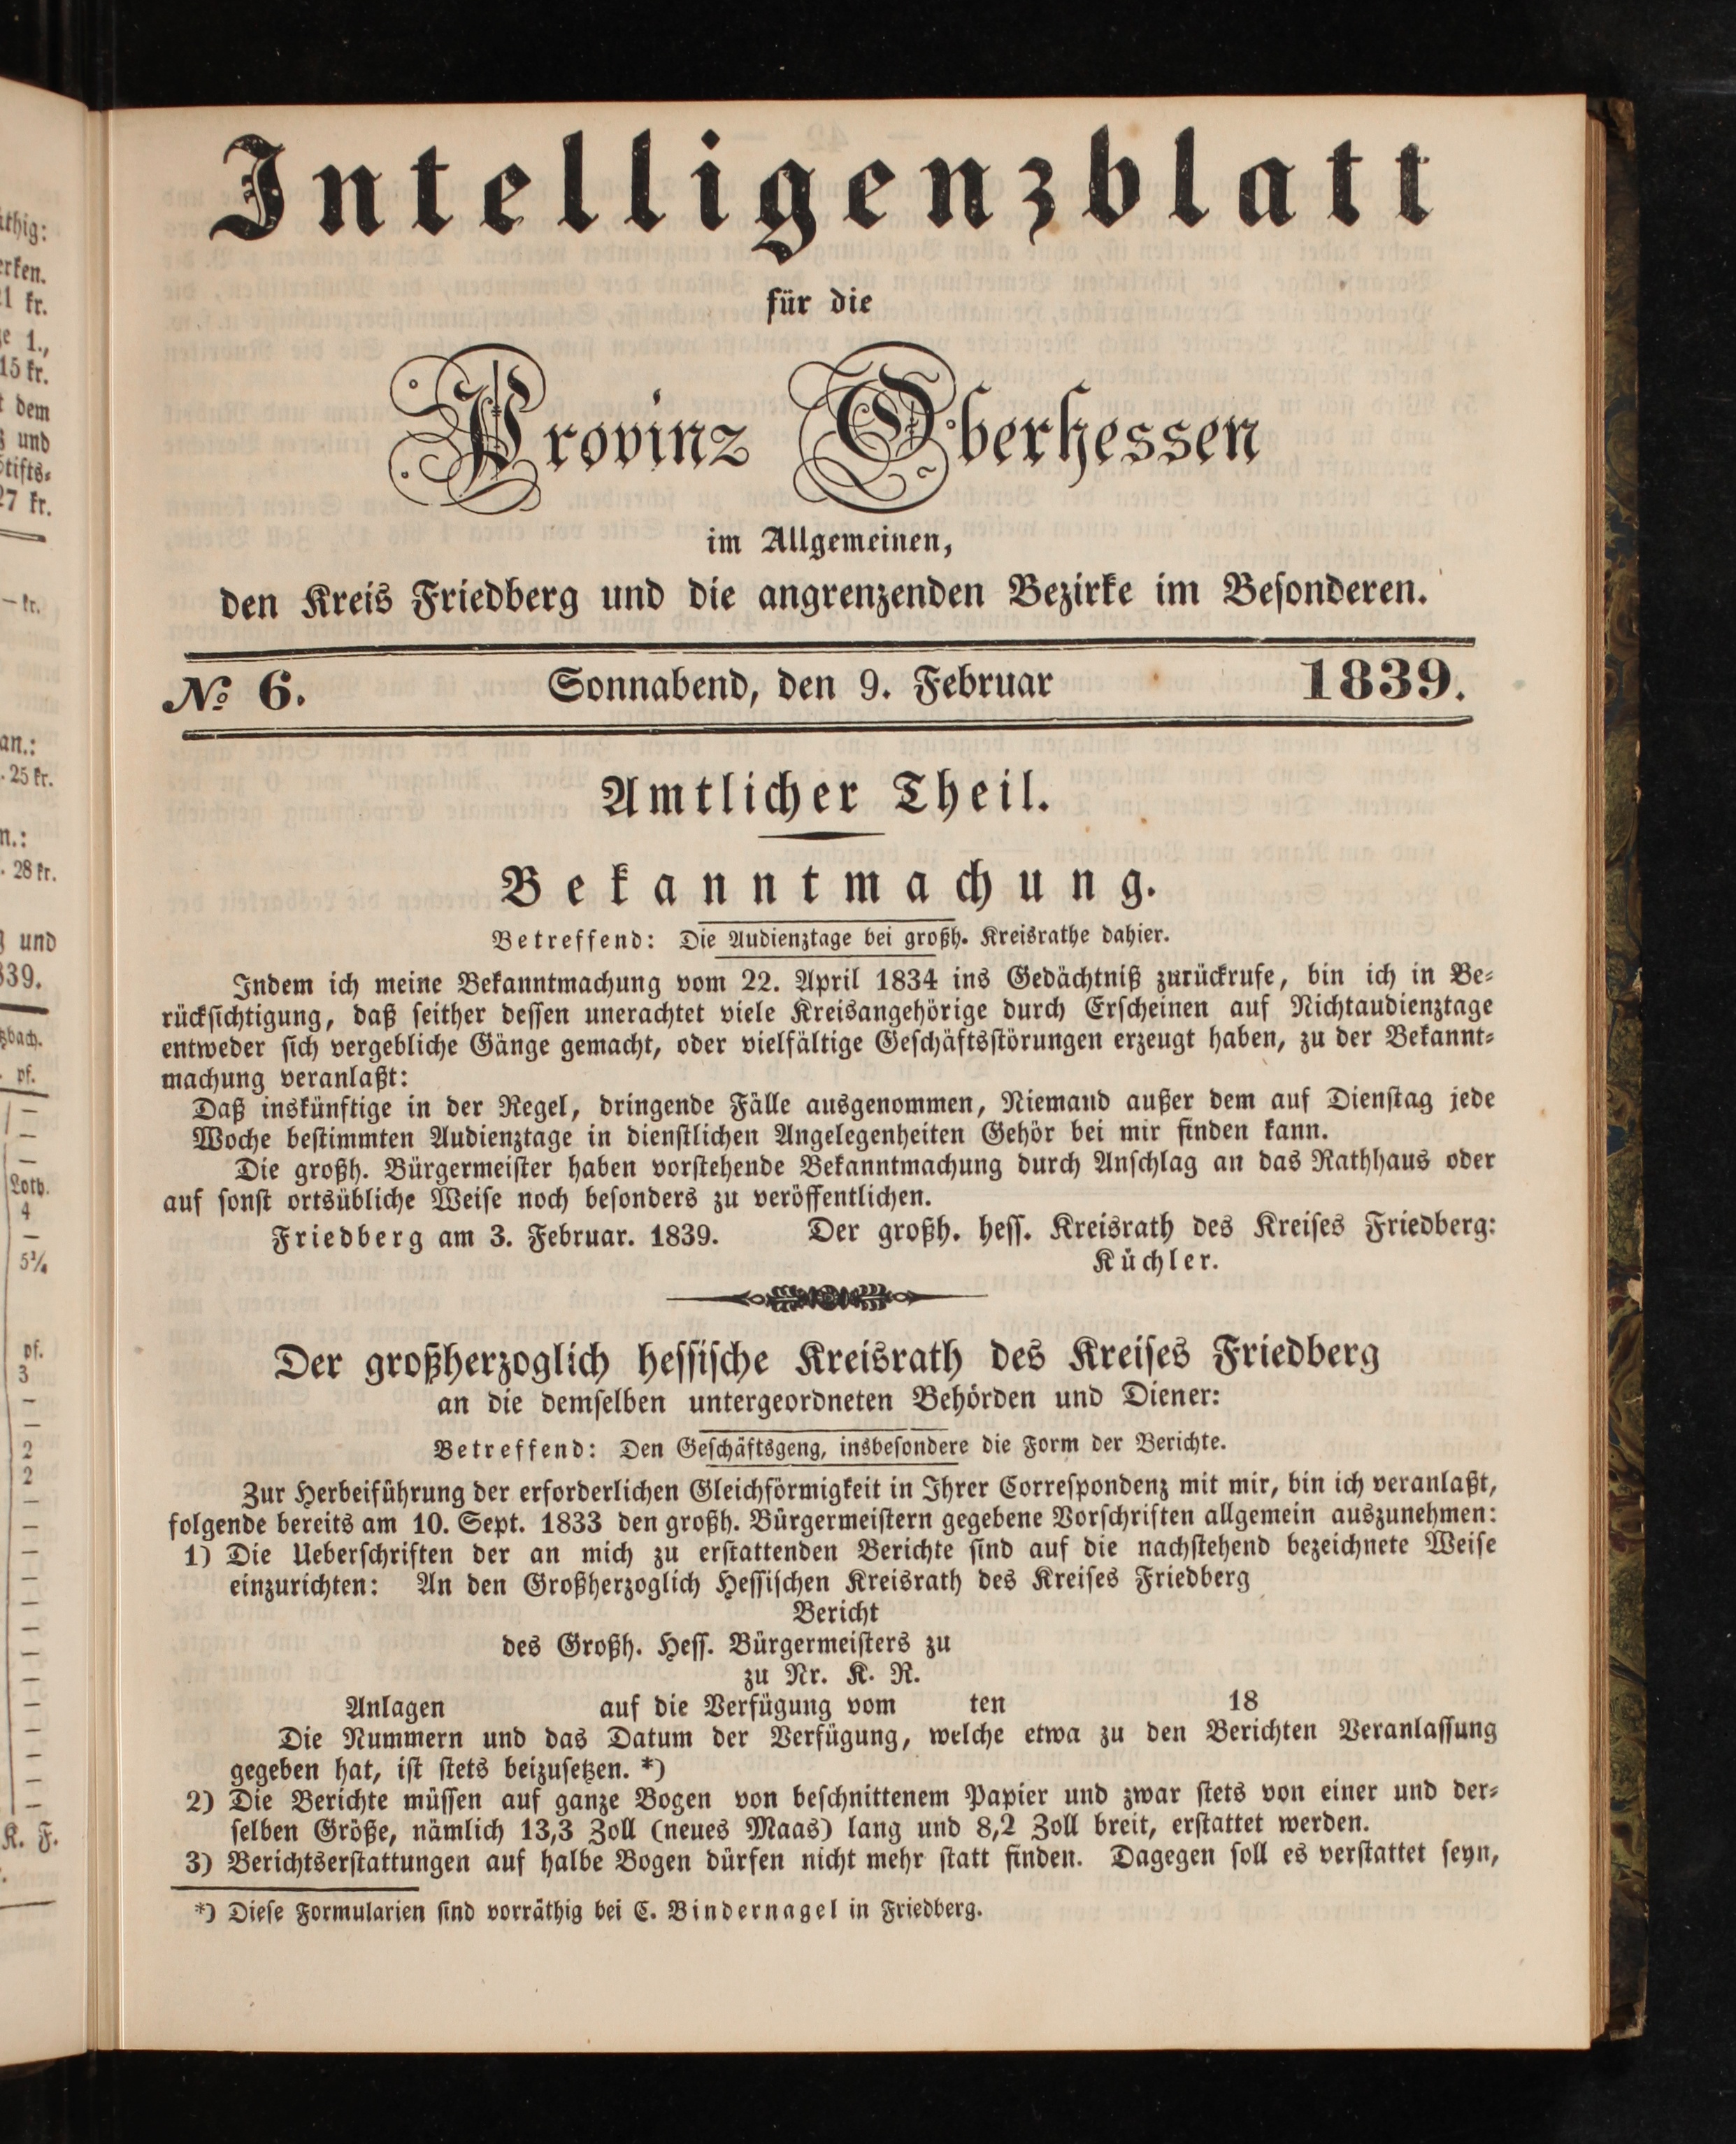 Intelligenzblatt
für die
Provinz Oberhessen
im Allgemeinen,
den Kreis Friedberg und die angrenzenden Bezirke im Besonderen.
№ 6. Sonnabend, den 9. Februar 1839.
Amtlicher Theil.
Bekanntmachung.
Betreffend: Die Audienztage bei großh. Kreisrathe dahier.
Indem ich meine Bekanntmachung vom 22. April 1834 ins Gedächtniß zurückrufe, bin ich in Be-
rücksichtigung, daß seither dessen unerachtet viele Kreisangehörige durch Erscheinen auf Nichtaudienztage
entweder sich vergebliche Gänge gemacht, oder vielfältige Geschäftsstörungen erzeugt haben, zu der Bekannt-
machung veranlaßt:
Daß inskünftige in der Regel, dringende Fälle ausgenommen, Niemand außer dem auf Dienstag jede
Woche bestimmten Audienztage in dienstlichen Angelegenheiten Gehör bei mir finden kann.
Die großh. Bürgermeister haben vorstehende Bekanntmachung durch Anschlag an das Rathhaus oder
auf sonst ortsübliche Weise noch besonders zu veröffentlichen.
Friedberg am 3. Februar. 1839. Der großh. hess. Kreisrath des Kreises Friedberg:
Küchler.
Der großherzoglich hessische Kreisrath des Kreises Friedberg
an die demselben untergeordneten Behörden und Diener:
Betreffend: Den Geschäftsgeng, insbesondere die Form der Berichte.
Zur Herbeiführung der erforderlichen Gleichförmigkeit in Ihrer Correspondenz mit mir, bin ich veranlaßt,
folgende bereits am 10. Sept. 1833 den großh. Bürgermeistern gegebene Vorschriften allgemein auszunehmen:
1) Die Ueberschriften der an mich zu erstattenden Berichte sind auf die nachstehend bezeichnete Weise
einzurichten: An den Großherzoglich Hessischen Kreisrath des Kreises Friedberg
Bericht
des Großh. Hess. Bürgermeisters zu
zu Nr. K. R.
Anlagen auf die Verfügung vom ten 18
Die Nummern und das Datum der Verfügung, welche etwa zu den Berichten Veranlassung
gegeben hat, ist stets beizusetzen. *)
2) Die Berichte müssen auf ganze Bogen von beschnittenem Papier und zwar stets von einer und der-
selben Größe, nämlich 13,3 Zoll (neues Maas) lang und 8,2 Zoll breit, erstattet werden.
3) Berichtserstattungen auf halbe Bogen dürfen nicht mehr statt finden. Dagegen soll es verstattet seyn,
*) Diese Formularien sind vorräthig bei C. Bindernagel in Friedberg.